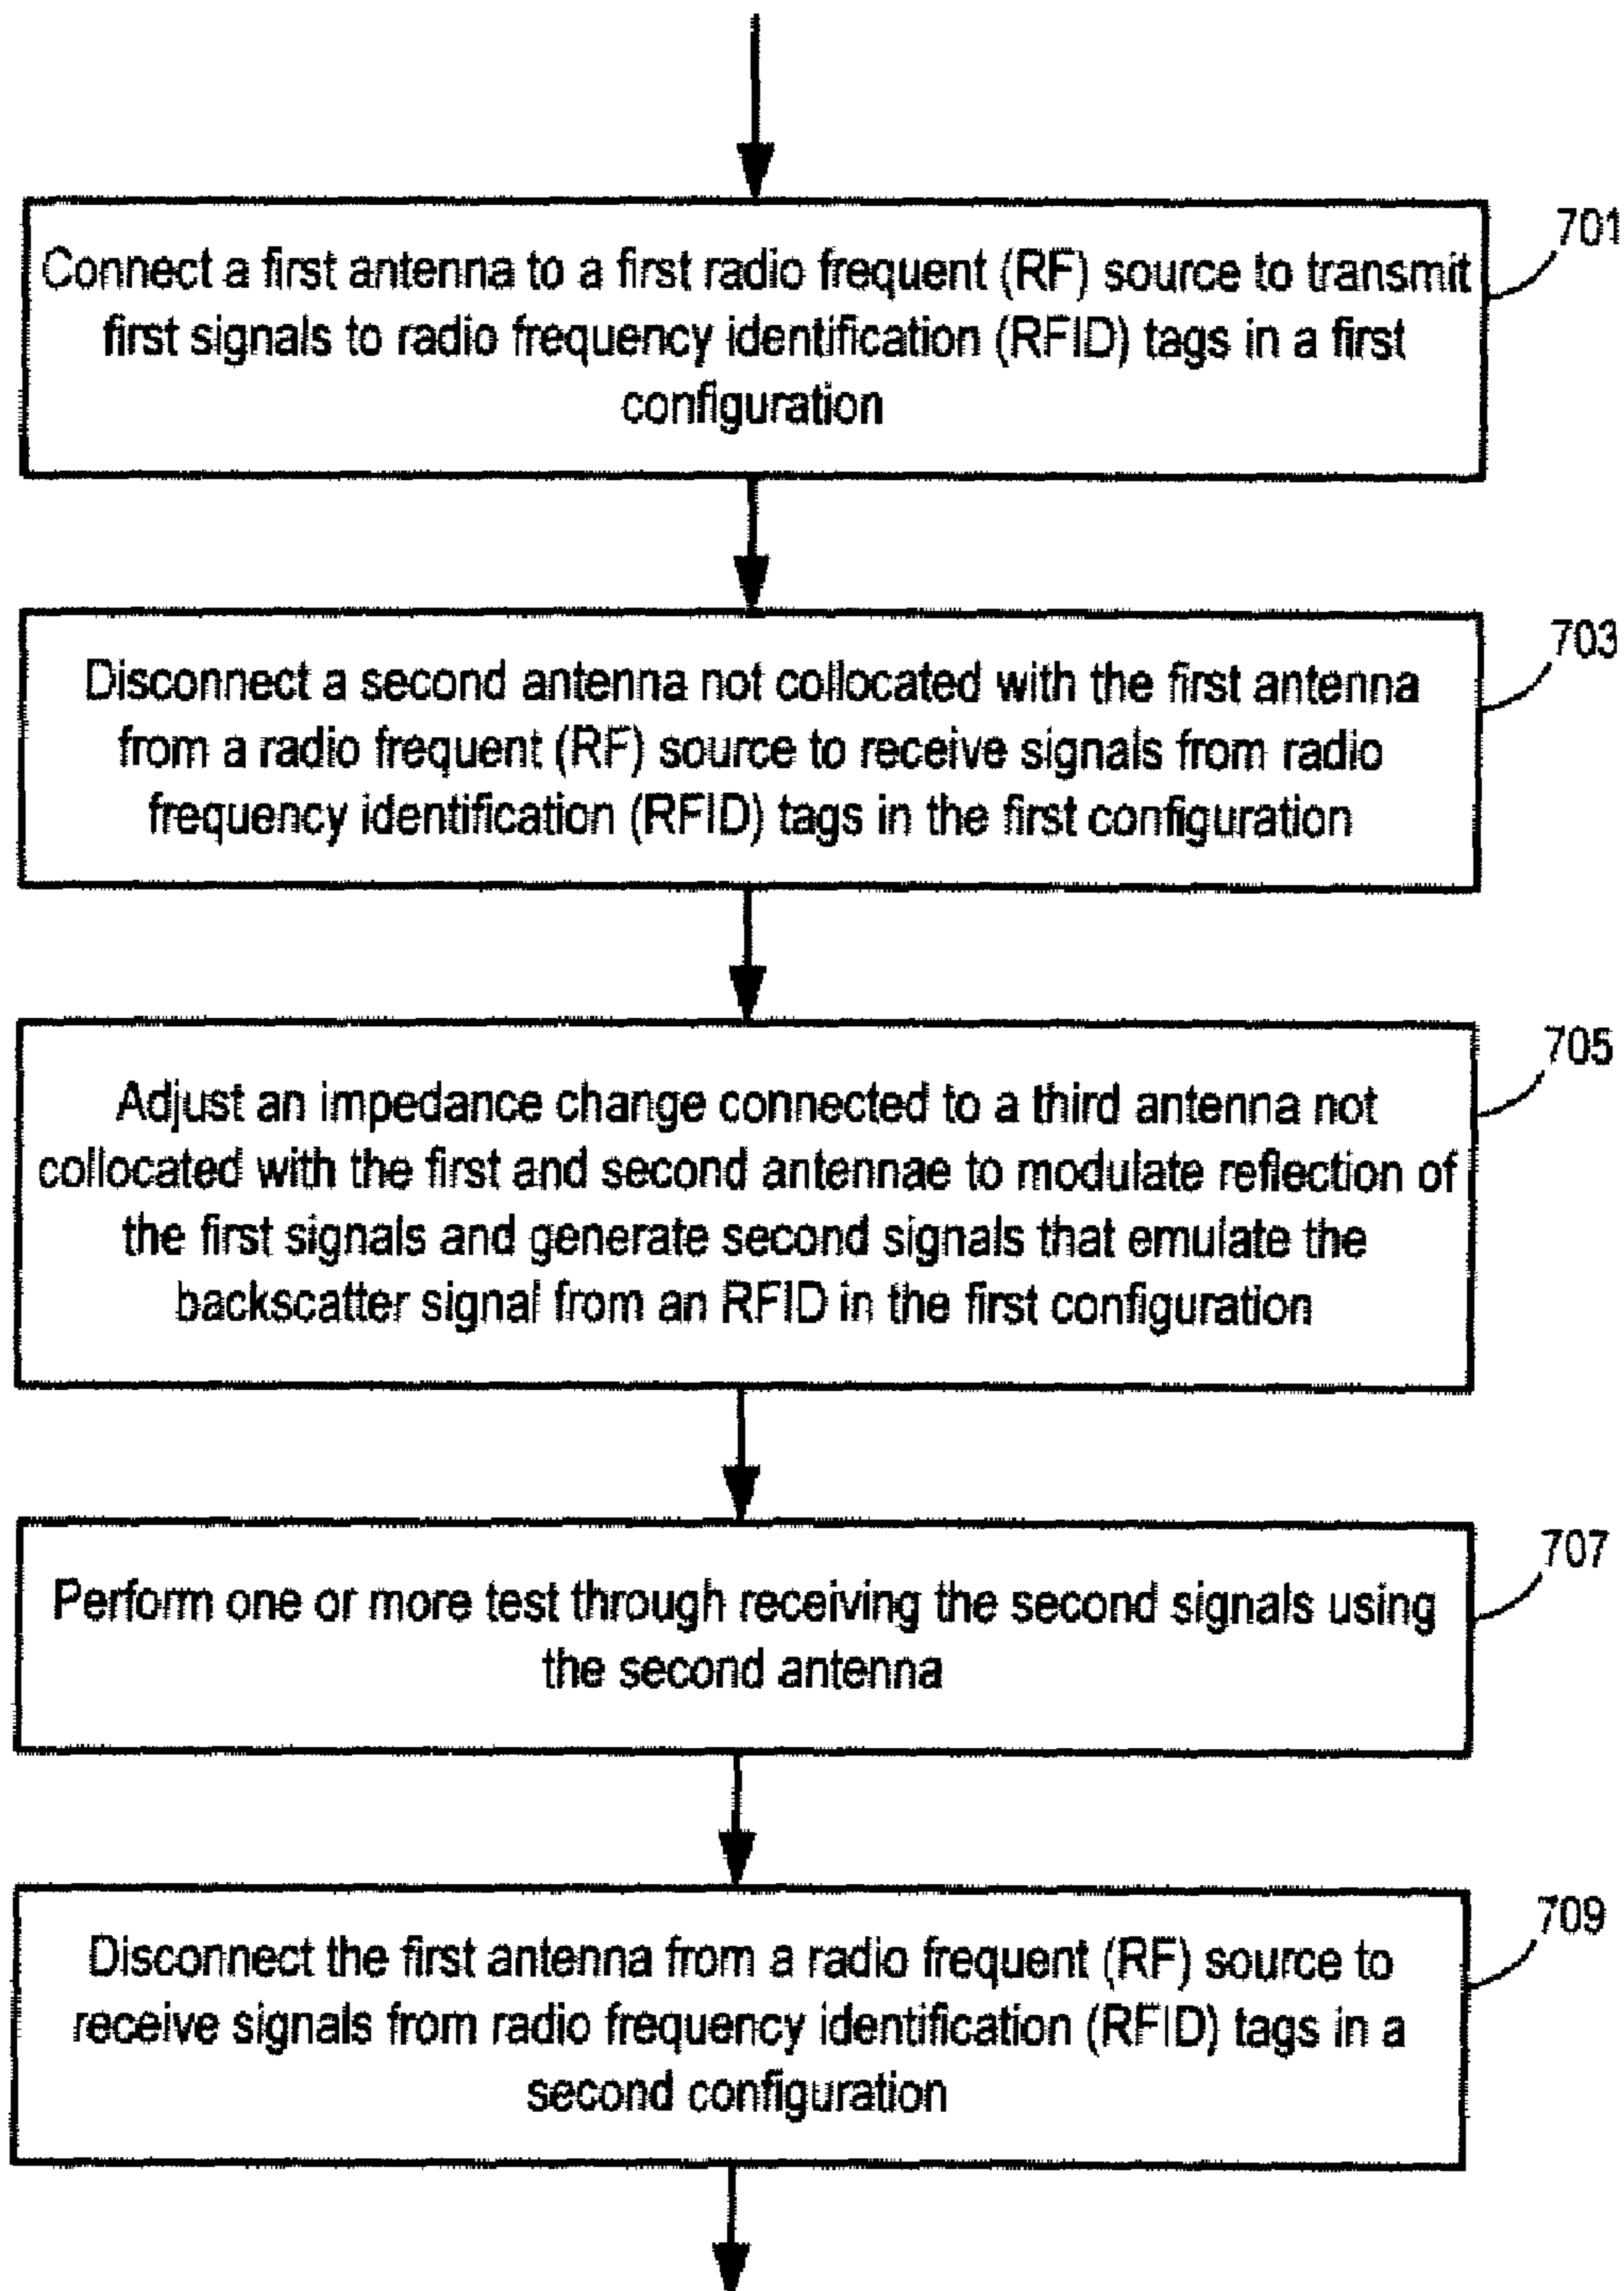 701
Connect a first antenna to a first radio frequent (RF) source to transmit
first signals to radio frequency identification (RFID) tags in a first
configuration
703
Disconnect a second antenna not collocated with the first antenna
from a radio frequent (RF) source to receive signals from radio
frequency identification (RFID) tags in the first configuration
705
Adjust an impedance change connected to a third antenna not
collocated with the first and second antennae to modulate reflection of
the first signals and generate second signals that emulate the
backscatter signal from an RFID in the first configuration
707
Perform one or more test through receiving the second signals using
the second antenna
709
Disconnect the first antenna from a radio frequent (RF) source to
receive signals from radio frequency identification (RFID) tags in a
second configuration